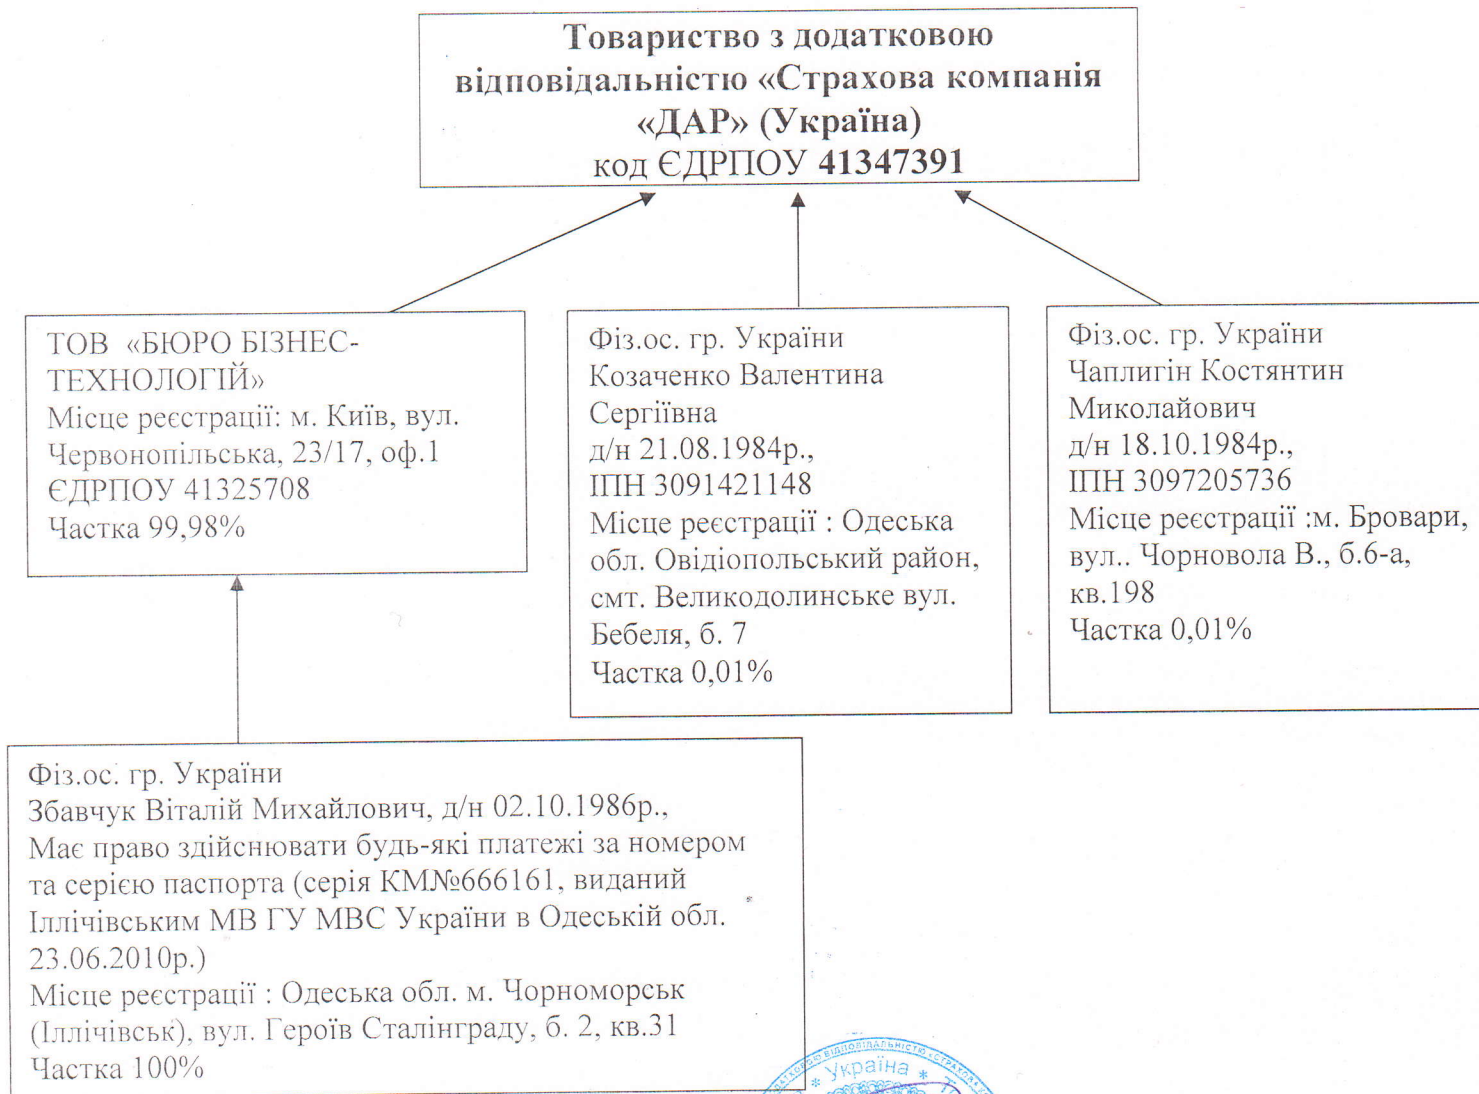 Товариство з додатковою
відповідальністю «Страхова компанія
«ДАР» (Україна)
код ЄДРПОУ 41347391
ТОВ «БЮРО БІЗНЕС-
ТЕХНОЛОГІЙ»
Місце реєстрації: м. Київ, вул.
Червонопільська, 23/17, оф.1
ЄДРПОУ 41325708
Частка 99,98%
Фіз.ос. гр. України
Козаченко Валентина
Сергіївна
д/н 21.08.1984р.,
ІПН 3091421148
Місце реєстрації : Одеська
обл. Овідіопольський район,
смт. Великодолинське вул.
Бебеля, б. 7
Частка 0,01%
Фіз.ос. гр. України
Чаплигін Костянтин
Миколайович
д/н 18.10.1984р.,
ІПН 3097205736
Місце реєстрації :м. Бровари,
вул.. Чорновола В., б.6-а,
кв.198
Частка 0,01%
Фіз.ос. гр. України
Збавчук Віталій Михайлович, д/н 02.10.1986р.,
Має право здійснювати будь-які платежі за номером
та серією паспорта (серія КМ№666161, виданий
Іллічівським МВ ГУ МВС України в Одеській обл.
23.06.2010р.)
Місце реєстрації : Одеська обл. м. Чорноморськ
(Іллічівськ), вул. Героїв Сталінграду, б. 2, кв.31
Частка 100%
ВІДПОВІДАЛЬНІСТЮ
* Україна *